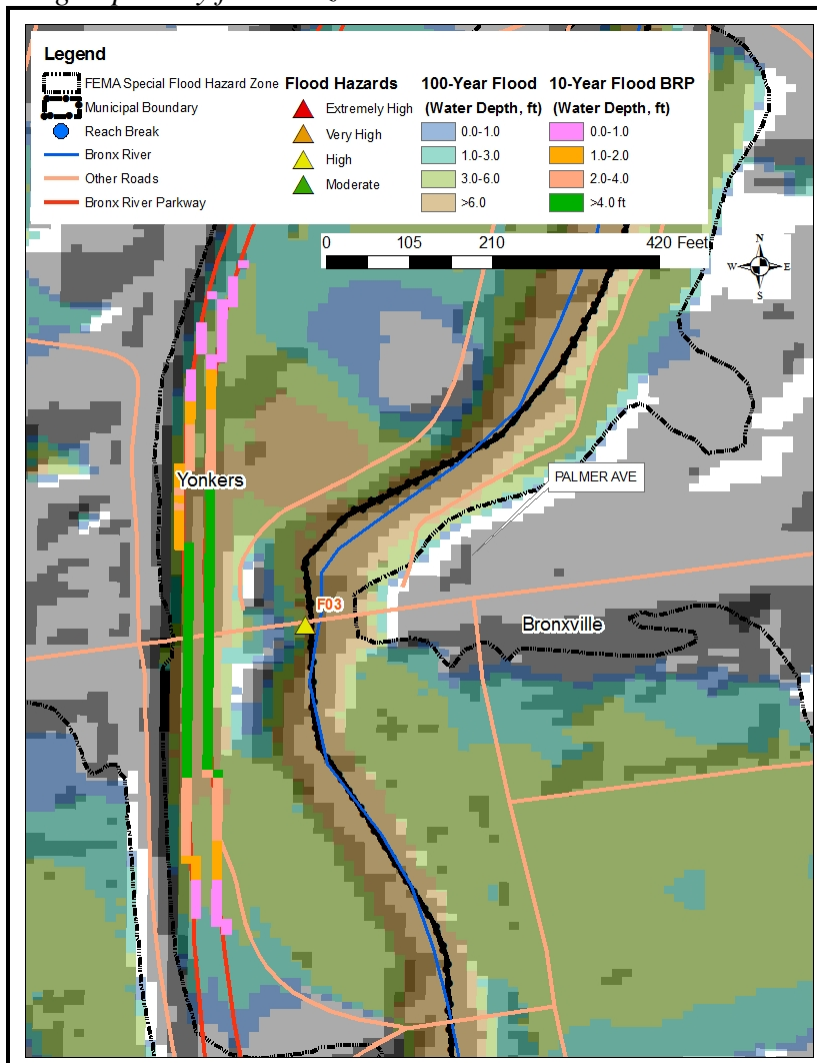 Legend
FEMA Special Flood Hazard Zone
Municipal Boundary
Reach Break
Bronx River
Other Roads
Bronx River Parkway
Flood Hazards
Extremely High
Very High
High
Moderate
100-Year Flood
(Water Depth, ft)
0.0-1.0
1.0-3.0
3.0-6.0
>6.0
10-Year Flood BRP
(Water Depth, ft)
0.0-1.0
1.0-2.0
2.0-4.0
>4.0 ft
0 105 210 420 Feet
N
W E
S
Yonkers
PALMER AVE
F03
Bronxville